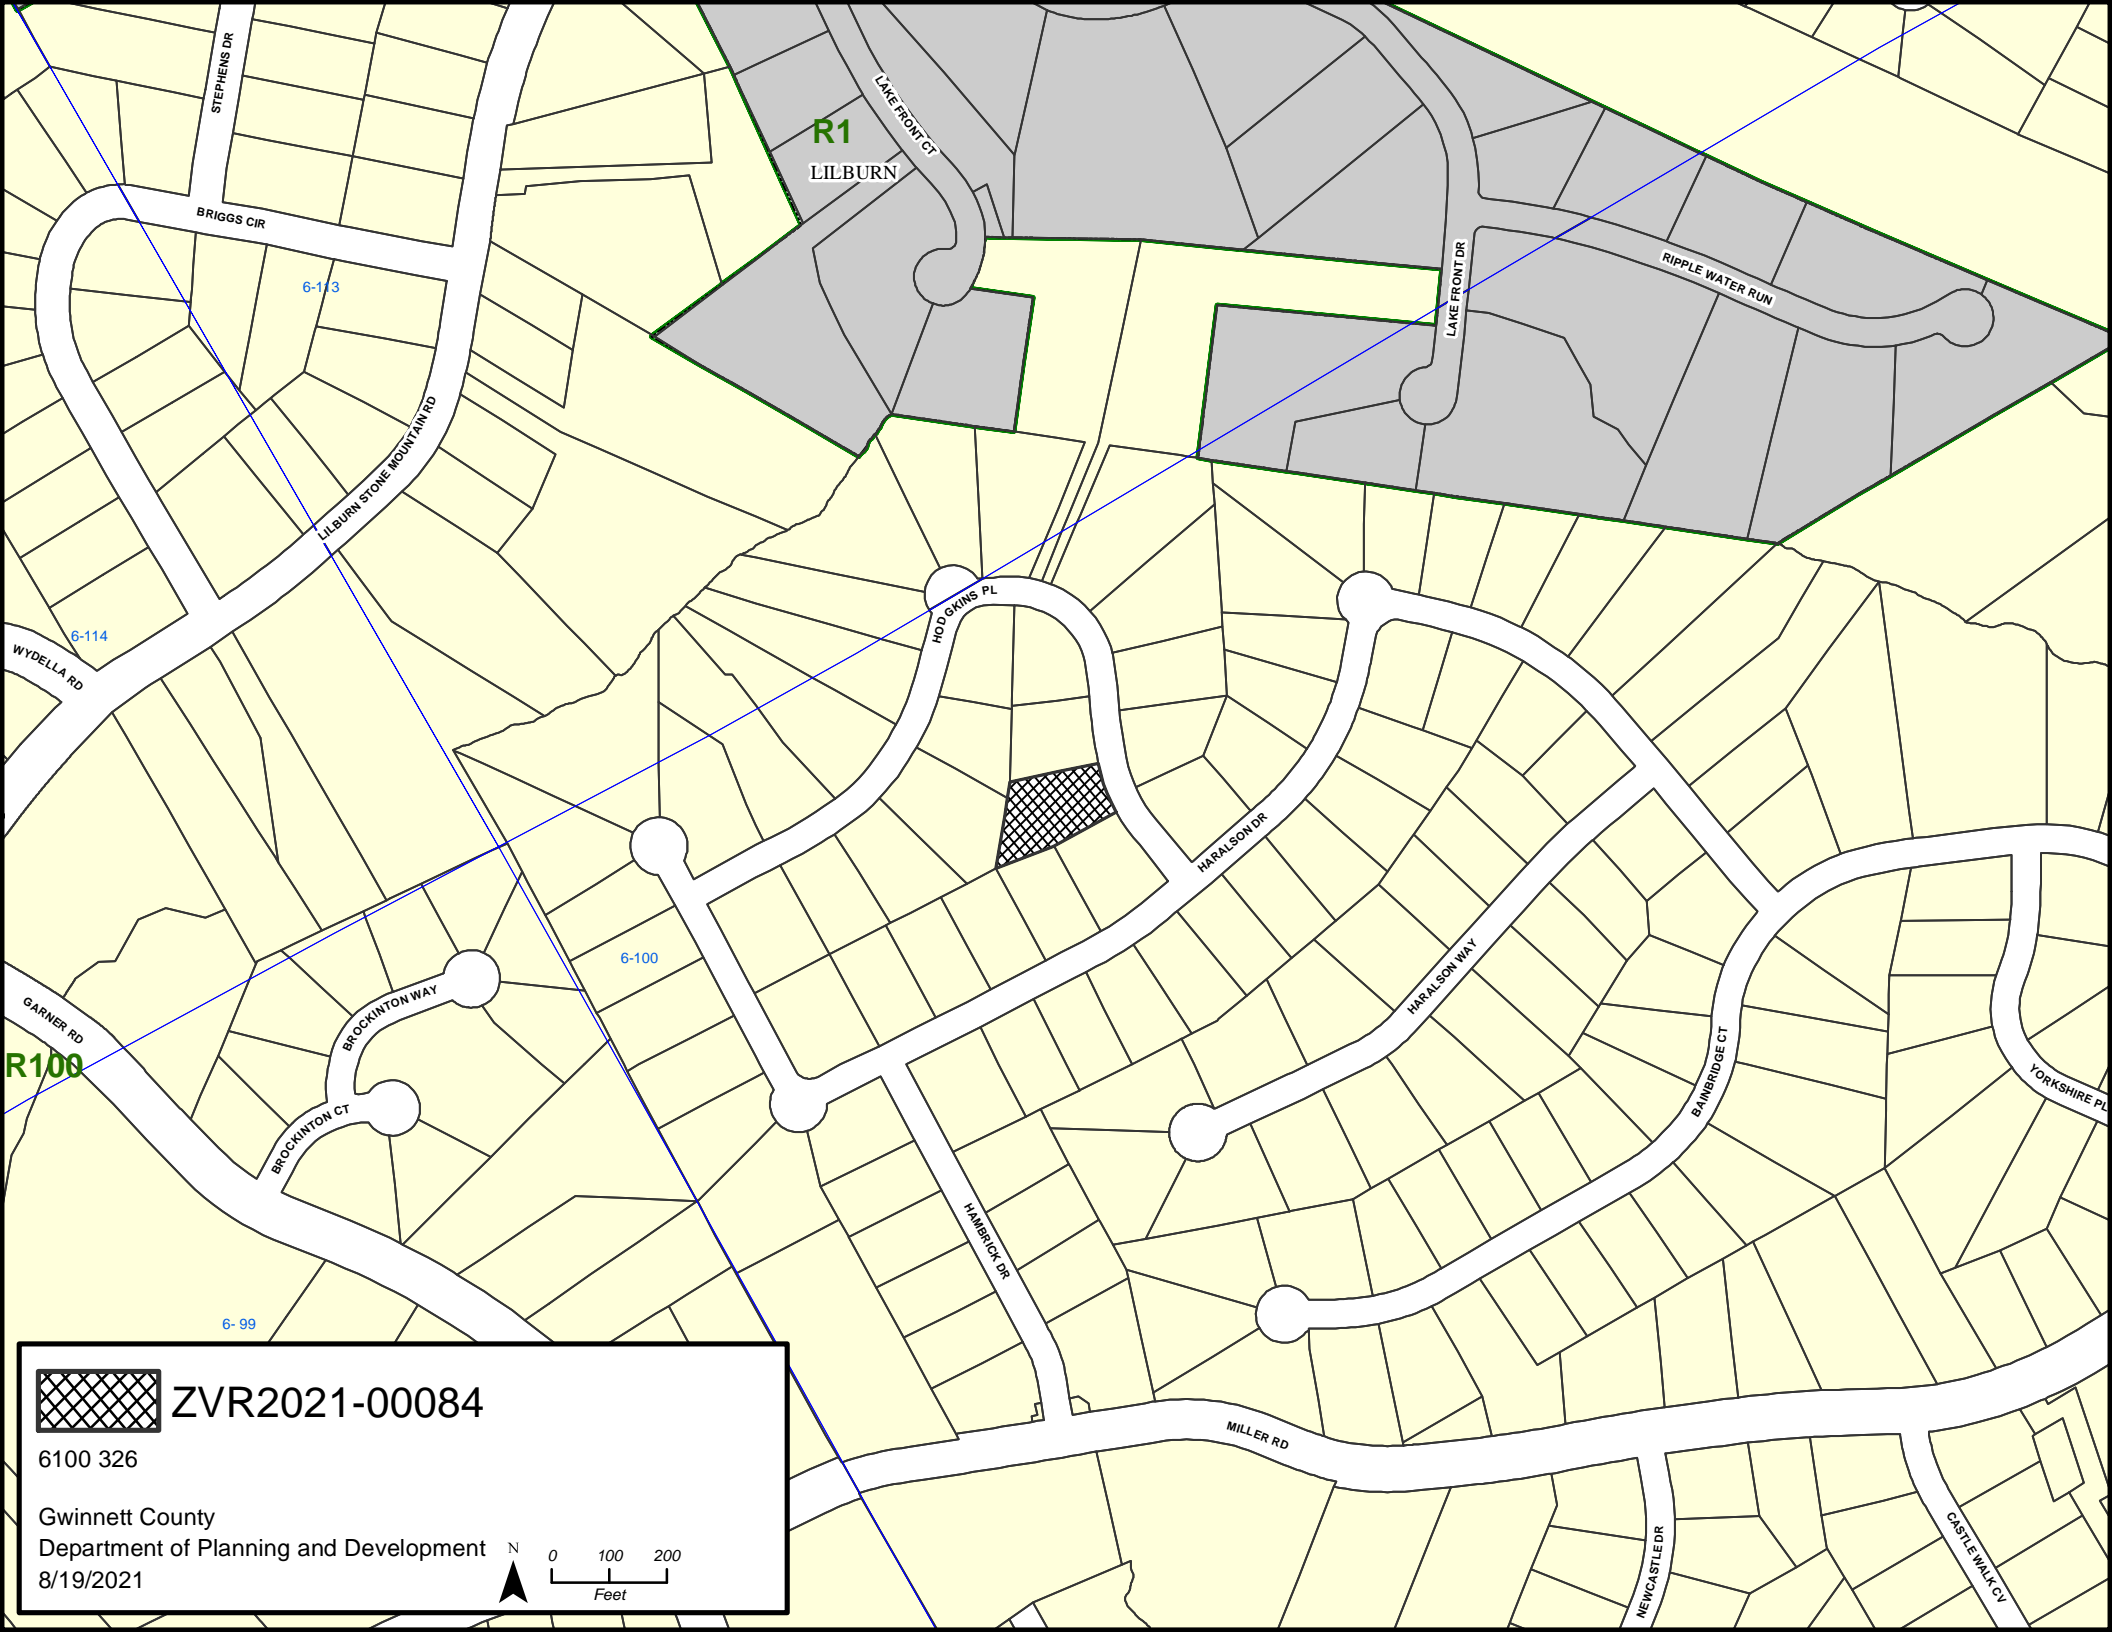 STEPHENS DR
LAKE FRONT CT
R1
LILBURN
BRIGGS CIR
6-113
LAKE FRONT DR
RIPPLE WATER RUN
LILBURN STONE MOUNTAIN RD
6-114
WYDELLA RD
HODGKINS PL
HARALSON DR
6-100
HARALSON WAY
BROCKINTON WAY
GARNER RD
R100
BAINBRIDGE CT
YORKSHIRE PL
BROCKINTON CT
HAMBRICK DR
6- 99
MILLER RD
NEWCASTLE DR
CASTLE WALK CV
ZVR2021-00084
6100 326
Gwinnett County
Department of Planning and Development
8/19/2021
N
0 100 200
Feet